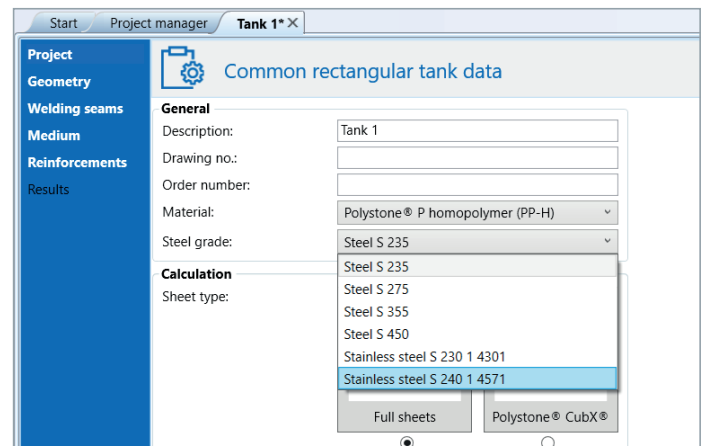 Start Project manager Tank 1* ✕
Project
Geometry
Welding seams
Medium
Reinforcements
Results
Common rectangular tank data
General
Description: Tank 1
Drawing no.:
Order number:
Material: Polystone® P homopolymer (PP-H)
Steel grade: Steel S 235
Steel S 235
Steel S 275
Steel S 355
Steel S 450
Stainless steel S 230 1 4301
Stainless steel S 240 1 4571
Calculation
Sheet type:
Full sheets Polystone® CubX®